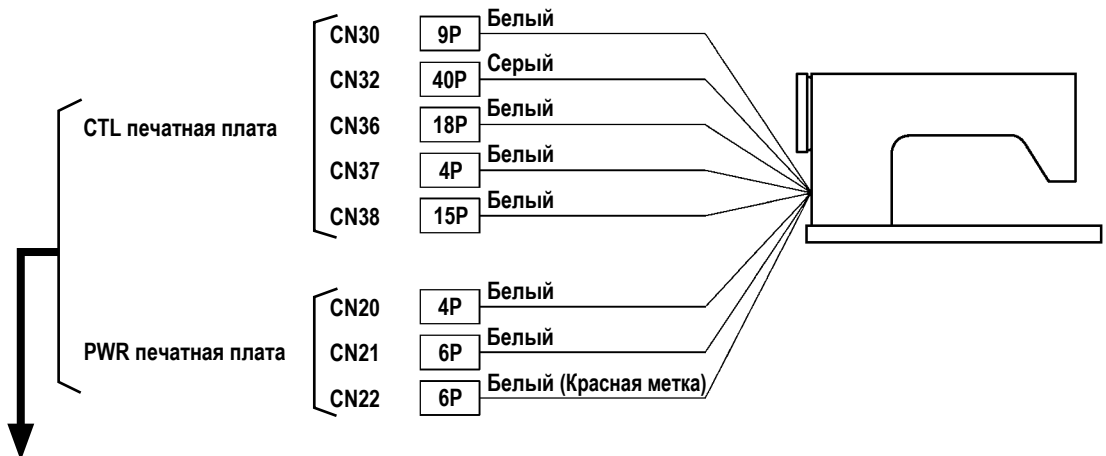 CN30 9P Белый
CN32 40P Серый
CTL печатная плата CN36 18P Белый
CN37 4P Белый
CN38 15P Белый
CN20 4P Белый
PWR печатная плата CN21 6P Белый
CN22 6P Белый (Красная метка)